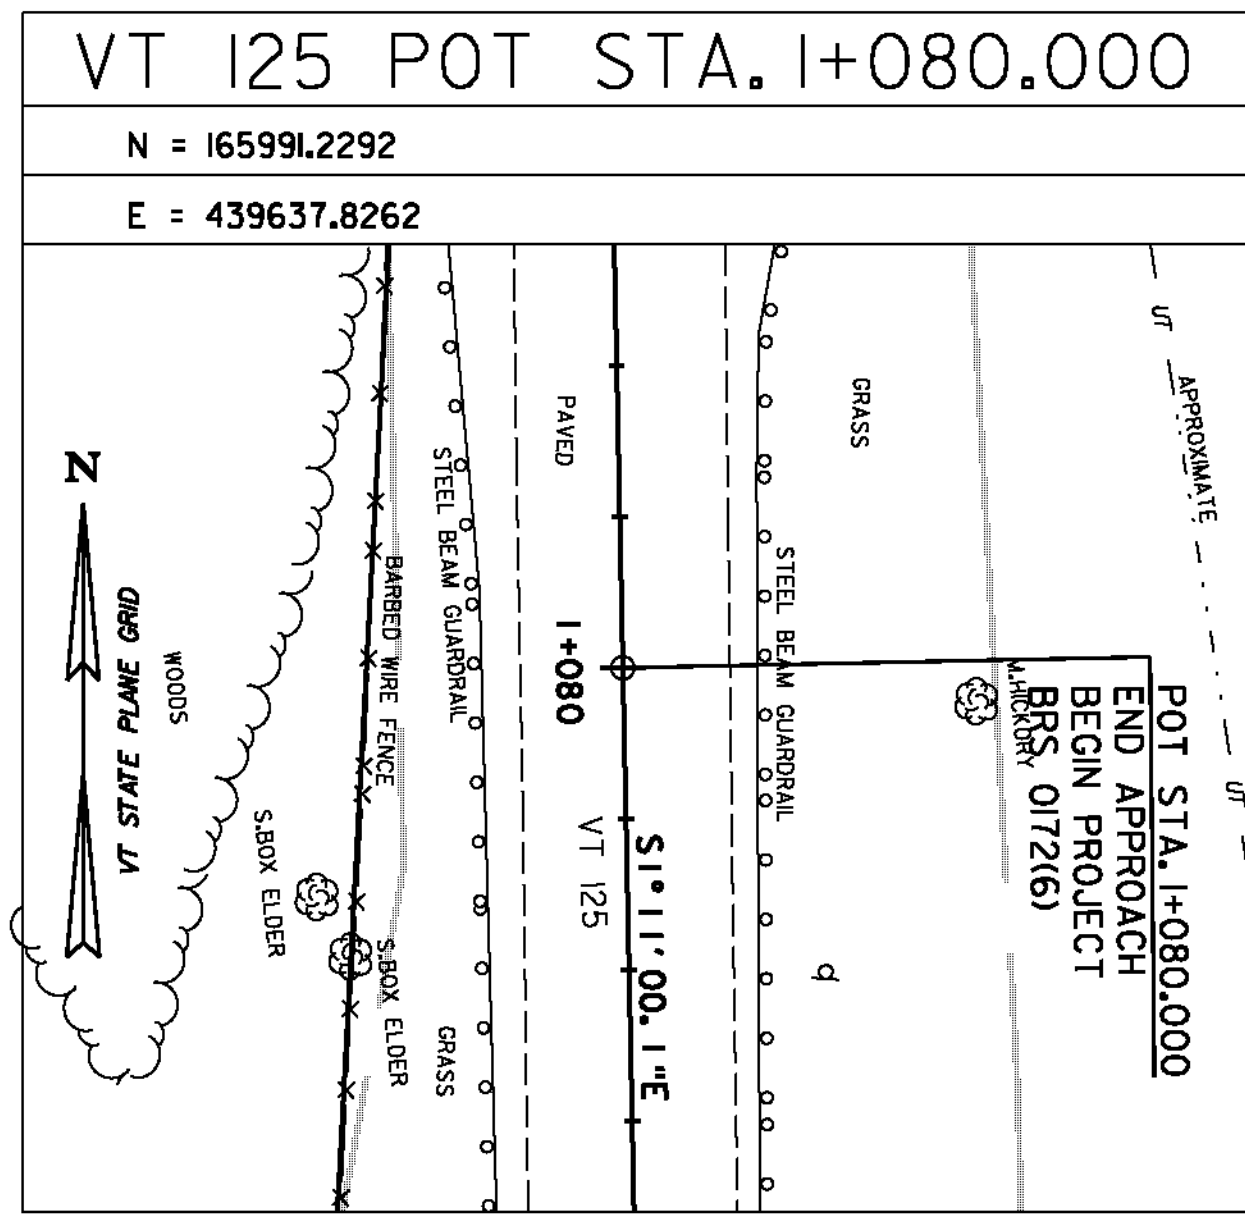 VT 125 POT STA. 1+080.000
N = 165991.2292
E = 439637.8262
UT
APPROXIMATE
GRASS
PAVED
N
STEEL BEAM GUARDRAIL
STEEL BEAM GUARDRAIL
BARBED WIRE FENCE
VT STATE PLANE GRID
WOODS
1+080
M.HICKORY
POT STA. 1+080.000
END APPROACH
BEGIN PROJECT
BRS 0172(6)
UT
S.BOX ELDER
VT 125
S 1° 11' 00.1"E
S.BOX ELDER
GRASS